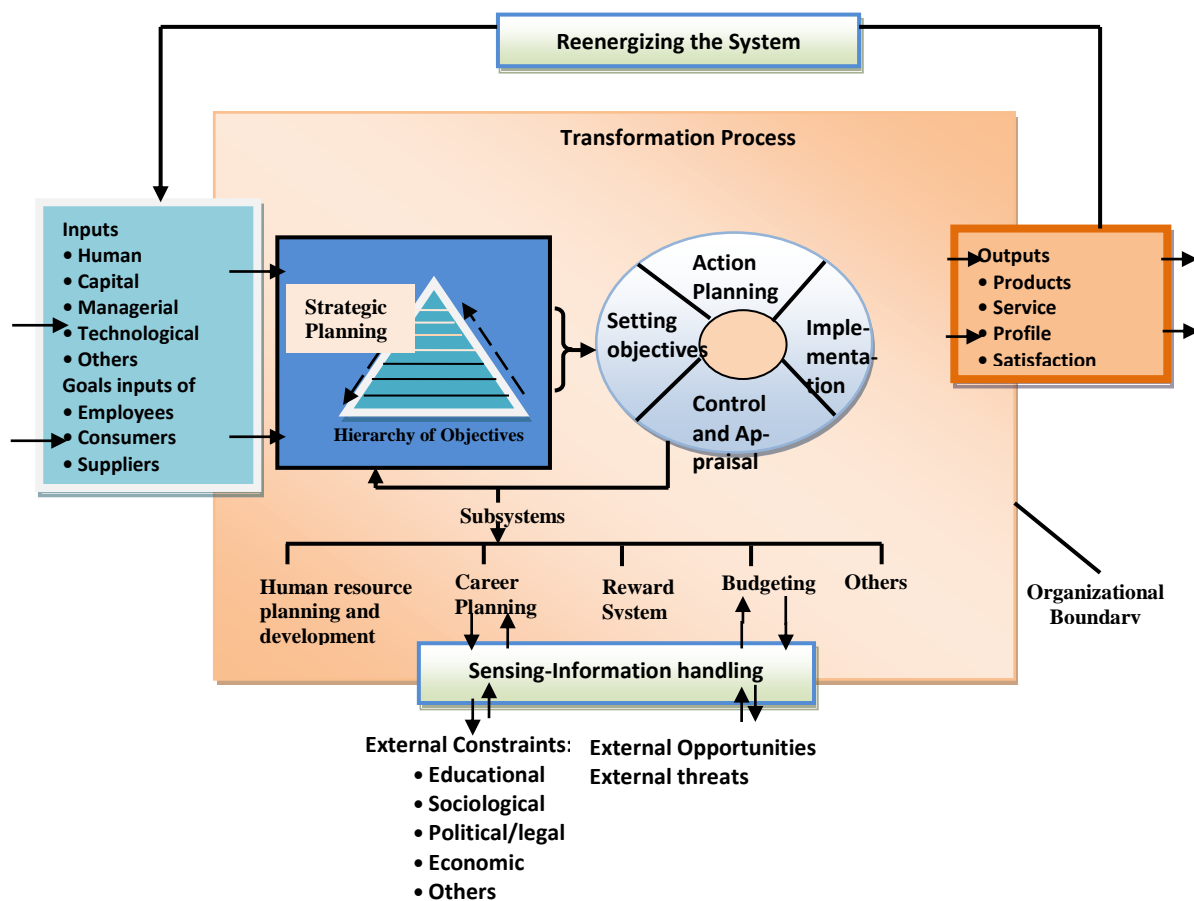 Reenergizing the System
Transformation Process
Inputs
• Human
• Capital
• Managerial
• Technological
• Others
Goals inputs of
• Employees
• Consumers
• Suppliers
Strategic
Planning
Hierarchy of Objectives
Action
Planning
Setting
objectives
Imple-
menta-
tion
Control
and Ap-
praisal
Outputs
• Products
• Service
• Profile
• Satisfaction
Subsystems
Human resource
planning and
development
Career
Planning
Reward
System
Budgeting
Others
Organizational
Boundary
Sensing-Information handling
External Constraints:
• Educational
• Sociological
• Political/legal
• Economic
• Others
External Opportunities
External threats